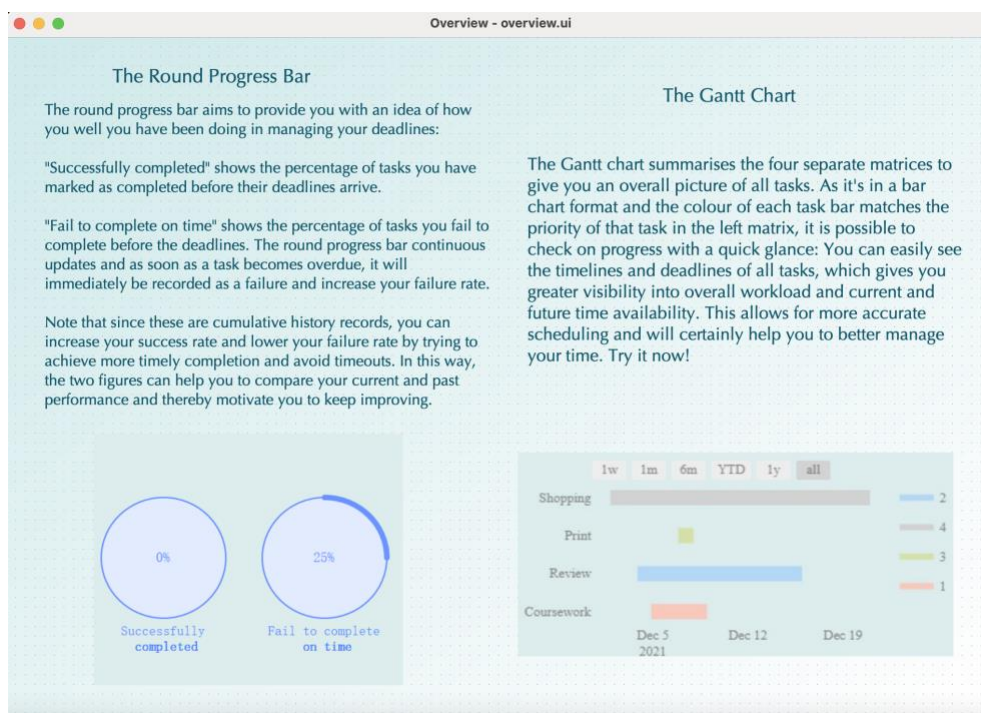 Overview - overview.ui
The Round Progress Bar
The round progress bar aims to provide you with an idea of how
you well you have been doing in managing your deadlines:
"Successfully completed" shows the percentage of tasks you have
marked as completed before their deadlines arrive.
"Fail to complete on time" shows the percentage of tasks you fail to
complete before the deadlines. The round progress bar continuous
updates and as soon as a task becomes overdue, it will
immediately be recorded as a failure and increase your failure rate.
Note that since these are cumulative history records, you can
increase your success rate and lower your failure rate by trying to
achieve more timely completion and avoid timeouts. In this way,
the two figures can help you to compare your current and past
performance and thereby motivate you to keep improving.
0%
25%
Successfully
completed
Fail to complete
on time
The Gantt Chart
The Gantt chart summarises the four separate matrices to
give you an overall picture of all tasks. As it's in a bar
chart format and the colour of each task bar matches the
priority of that task in the left matrix, it is possible to
check on progress with a quick glance: You can easily see
the timelines and deadlines of all tasks, which gives you
greater visibility into overall workload and current and
future time availability. This allows for more accurate
scheduling and will certainly help you to better manage
your time. Try it now!
1w 1m 6m YTD 1y all
Shopping
Print
Review
Coursework
Dec 5 Dec 12 Dec 19
2021
2
4
3
1